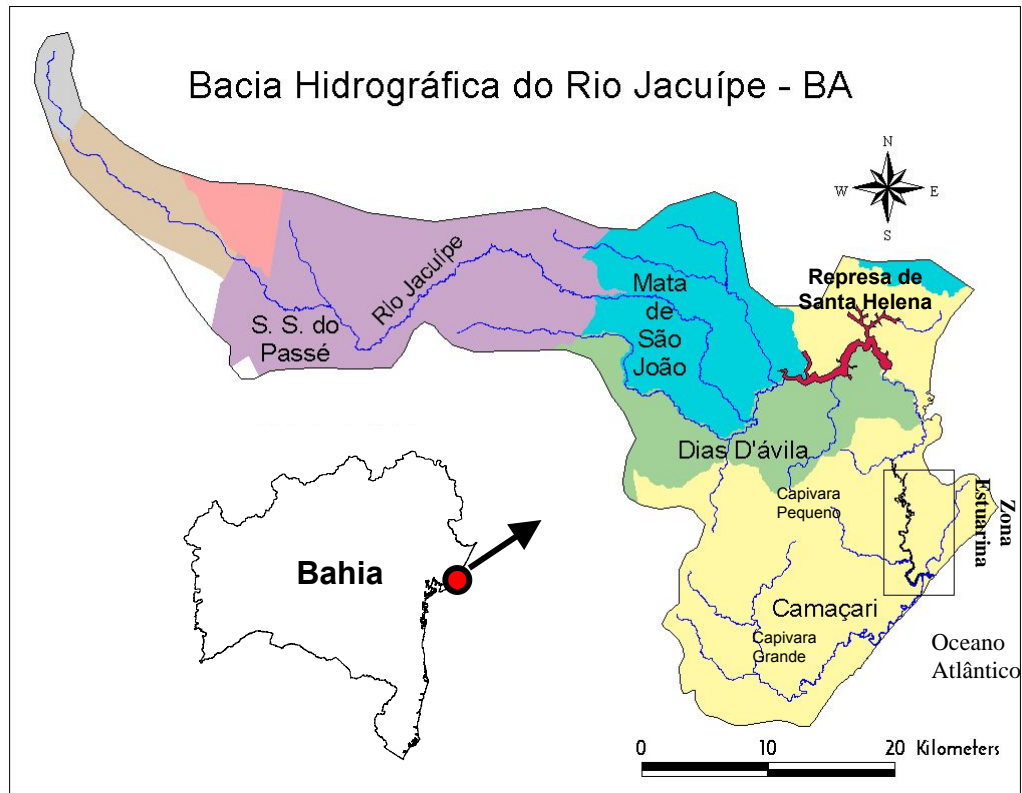 Bacia Hidrográfica do Rio Jacuípe - BA
N
W
E
S
Represa de
Santa Helena
Rio Jacuípe
Mata
de
São
João
S. S. do
Passé
Dias D'ávila
Capivara
Pequeno
Zona
Estuarina
Bahia
Camaçari
Capivara
Grande
Oceano
Atlântico
0
10
20 Kilometers